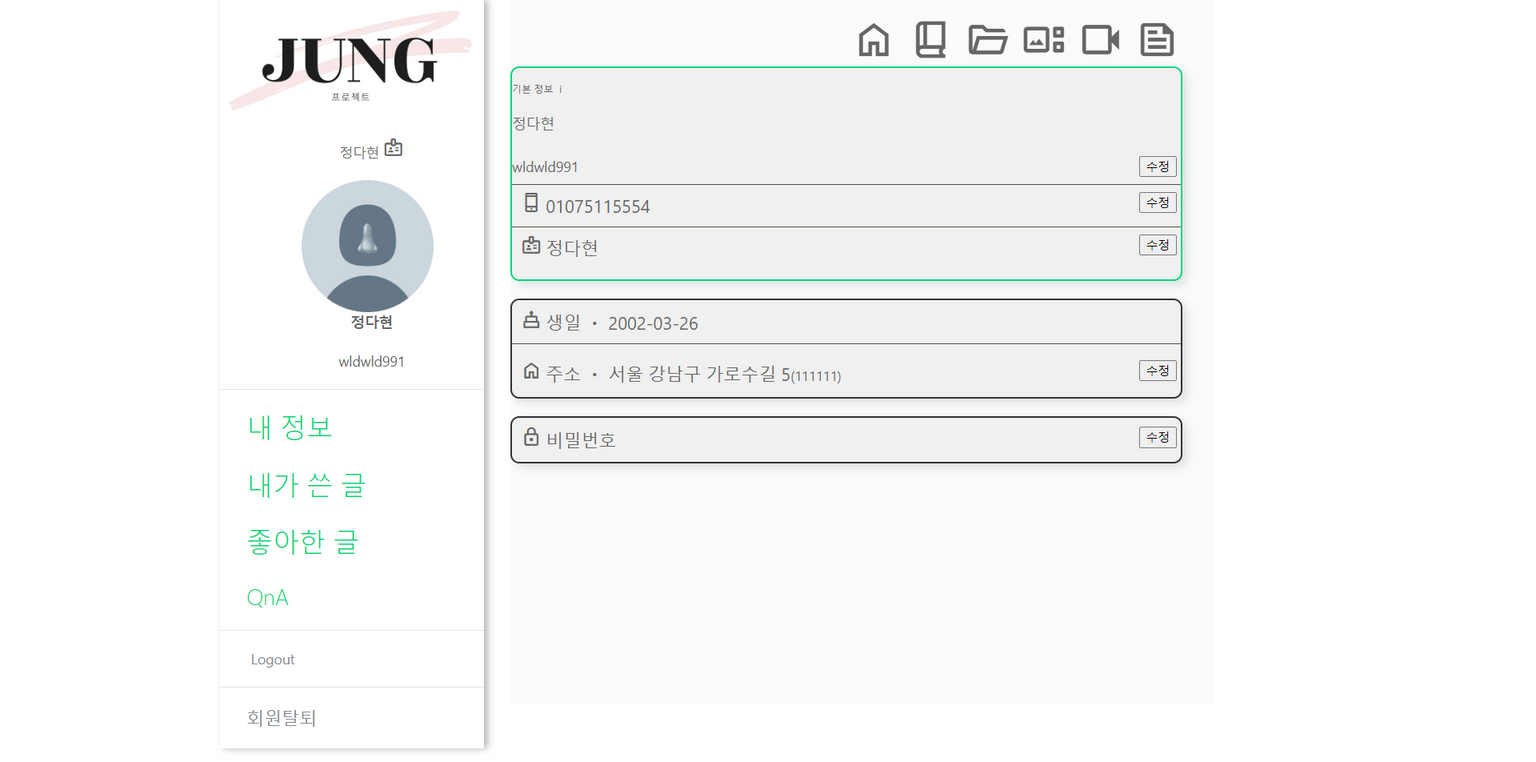 JUNG
프로젝트
정다현
정다현
wldwld991
내 정보
내가 쓴 글
좋아한 글
QnA
Logout
회원탈퇴
기본 정보 i
정다현
wldwld991 수정
01075115554 수정
정다현 수정
생일 • 2002-03-26
주소 • 서울 강남구 가로수길 5(111111) 수정
비밀번호 수정